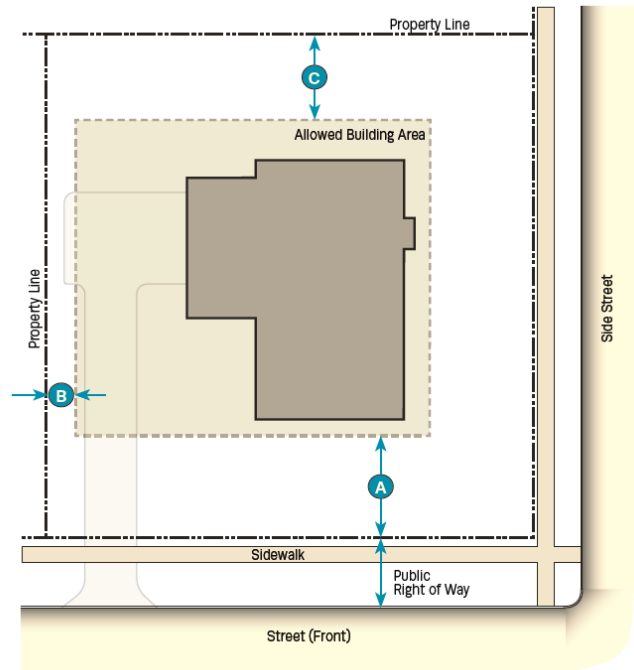 Property Line
C
Allowed Building Area
Property Line
Side Street
B
A
Sidewalk
Public
Right of Way
Street (Front)